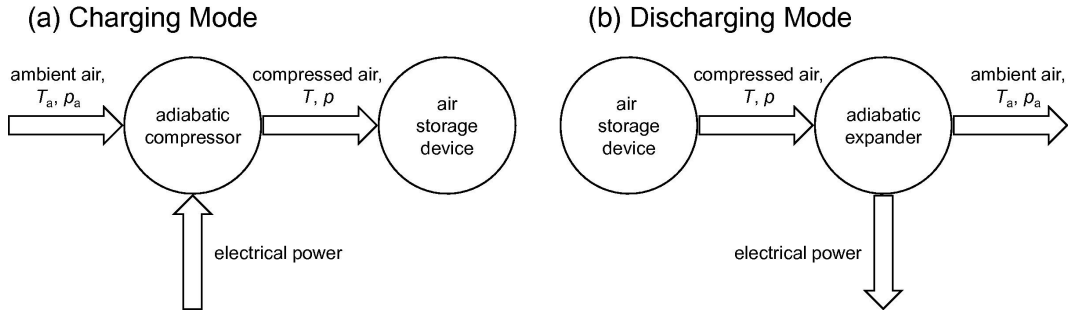 (a) Charging Mode
ambient air,
Tₐ, pₐ
adiabatic
compressor
compressed air,
T, p
air
storage
device
electrical power
(b) Discharging Mode
air
storage
device
compressed air,
T, p
adiabatic
expander
ambient air,
Tₐ, pₐ
electrical power